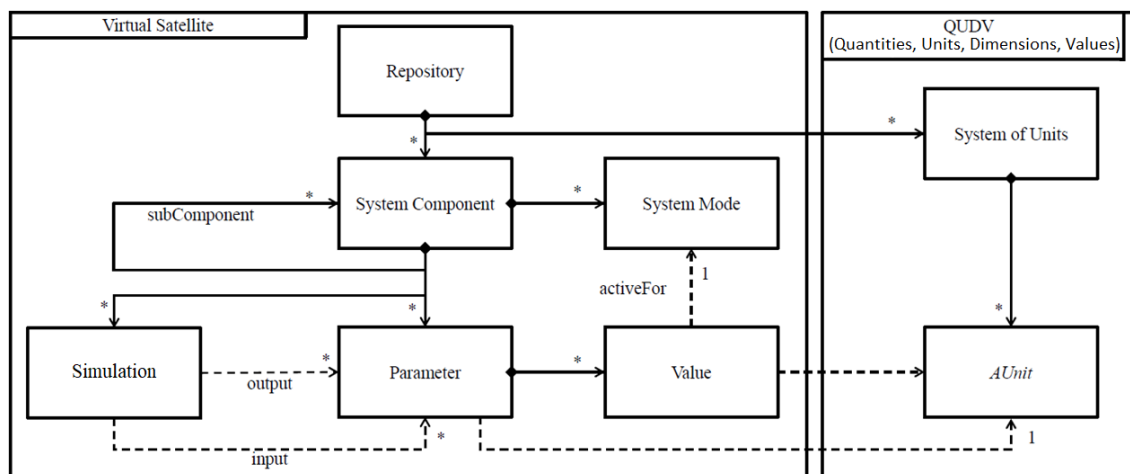 Virtual Satellite
QUDV
(Quantities, Units, Dimensions, Values)
Repository
*
*
System of Units
*
subComponent
System Component
*
System Mode
activeFor
1
*
*
*
Simulation
*
output
Parameter
*
Value
AUnit
input
*
1